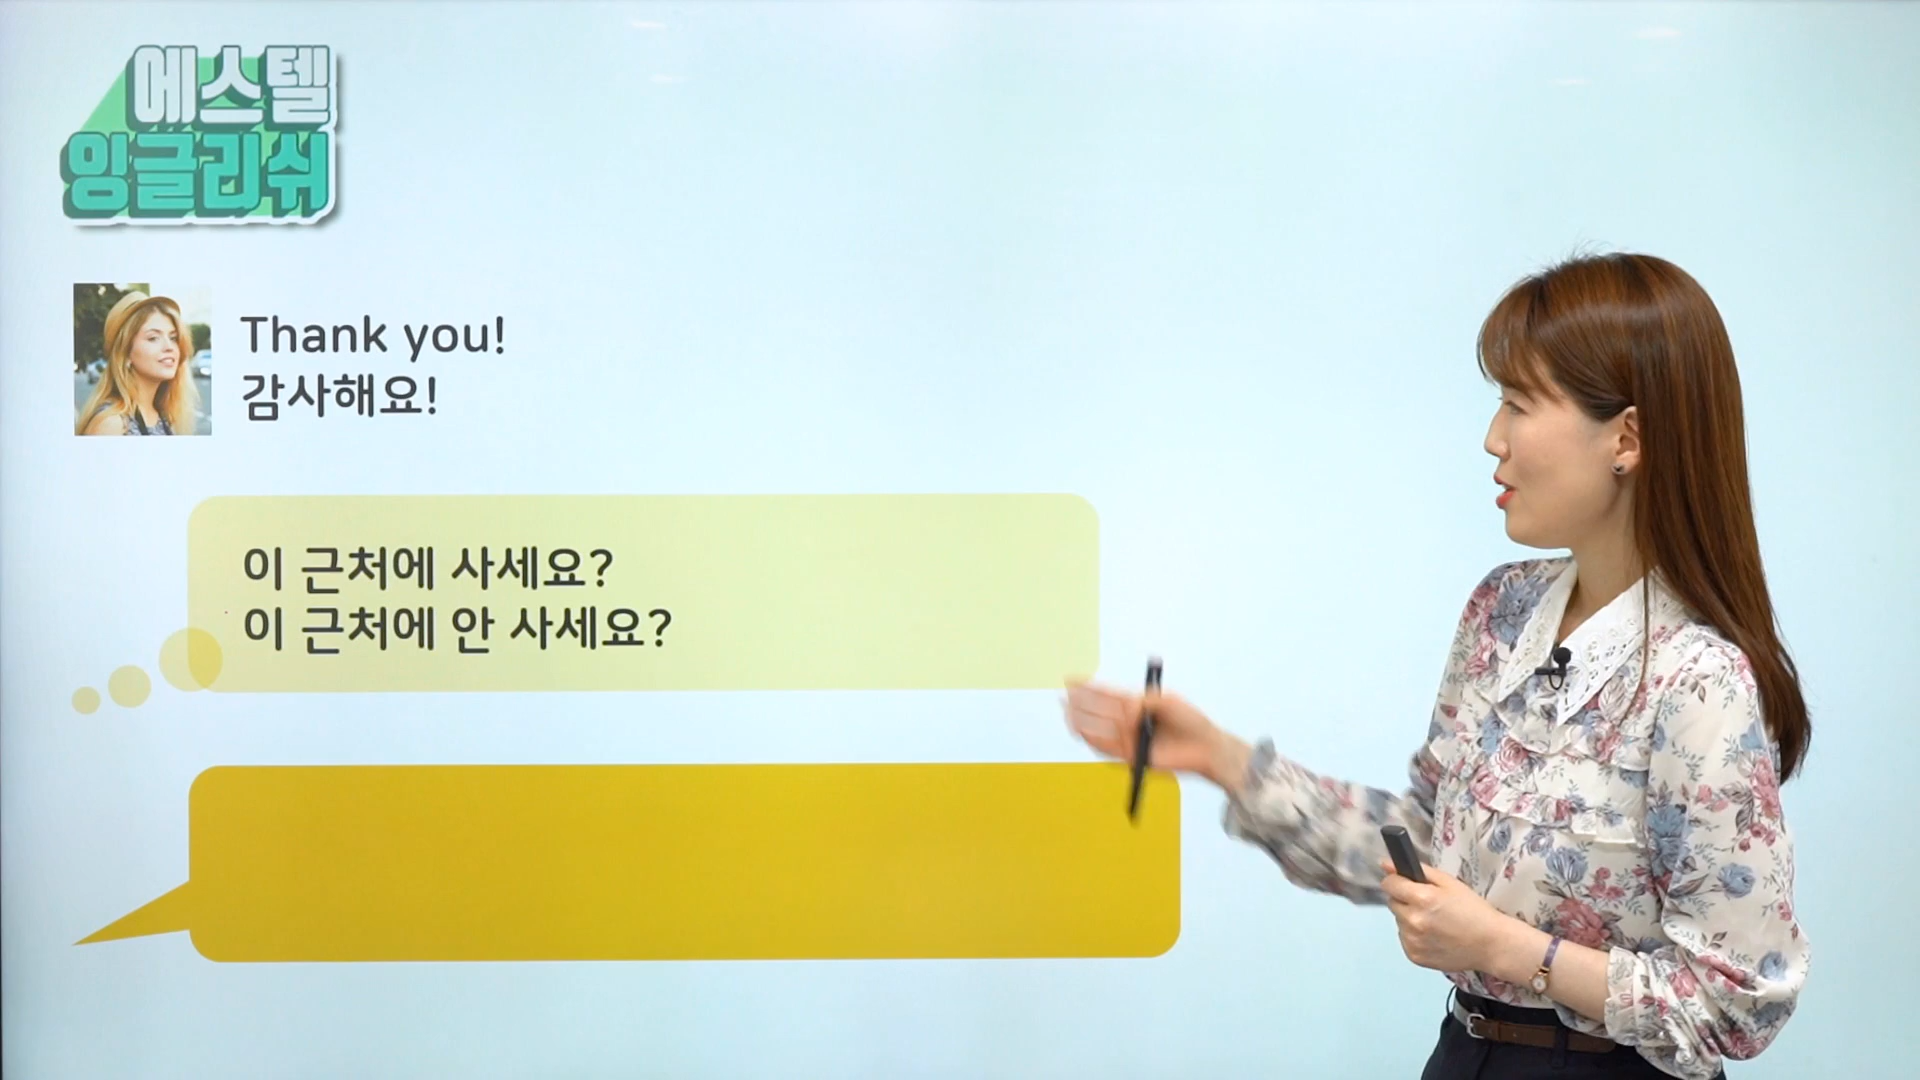 에스텔
잉글리쉬
Thank you!
감사해요!
이 근처에 사세요?
이 근처에 안 사세요?